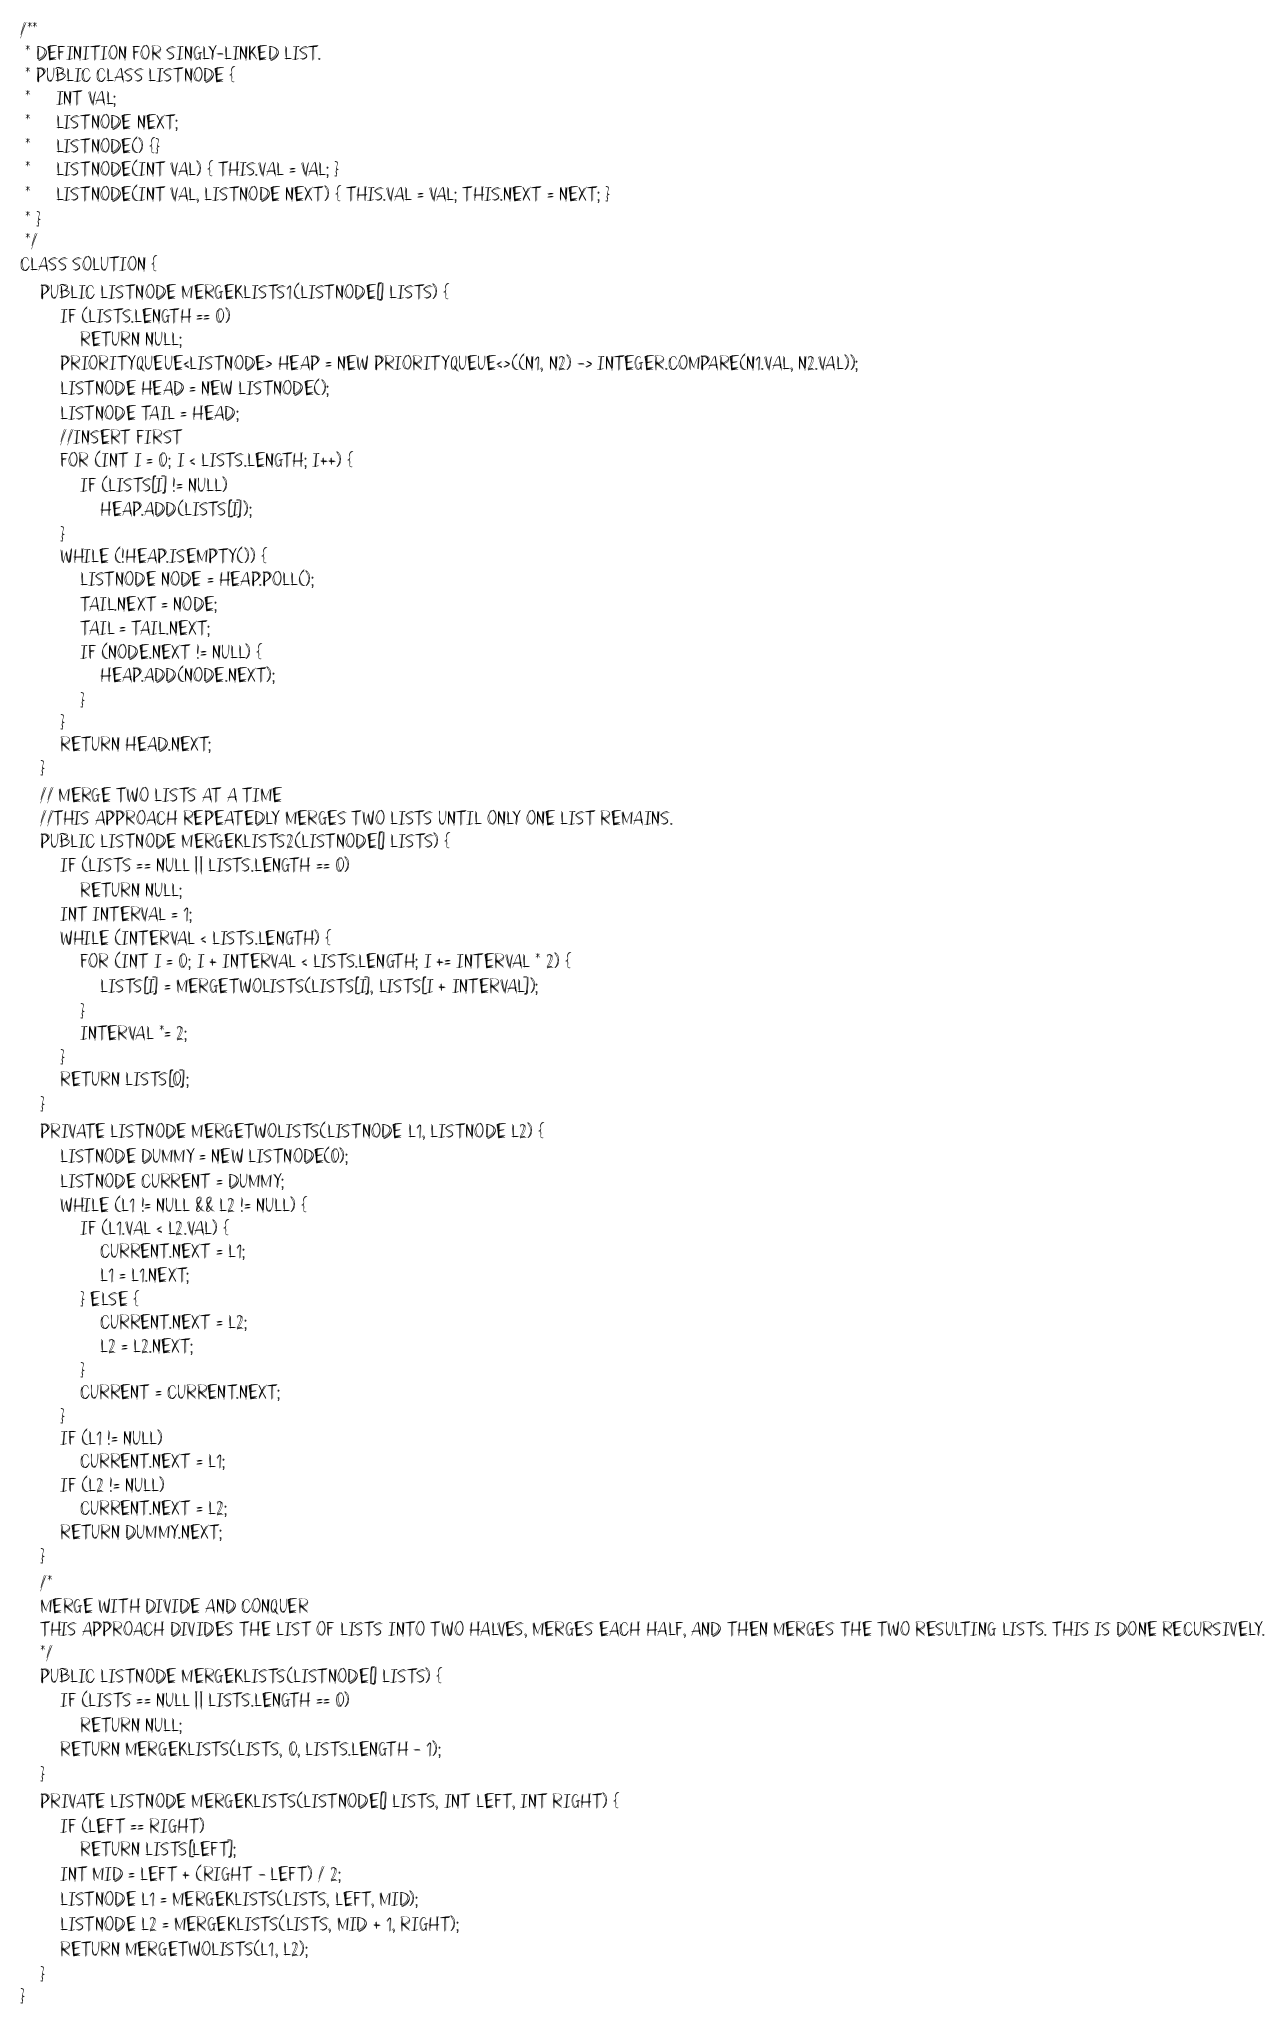 /**
 * DEFINITION FOR SINGLY-LINKED LIST.
 * PUBLIC CLASS LISTNODE {
 *     INT VAL;
 *     LISTNODE NEXT;
 *     LISTNODE() {}
 *     LISTNODE(INT VAL) { THIS.VAL = VAL; }
 *     LISTNODE(INT VAL, LISTNODE NEXT) { THIS.VAL = VAL; THIS.NEXT = NEXT; }
 * }
 */
CLASS SOLUTION {
    PUBLIC LISTNODE MERGEKLISTS1(LISTNODE[] LISTS) {
        IF (LISTS.LENGTH == 0)
            RETURN NULL;
        PRIORITYQUEUE<LISTNODE> HEAP = NEW PRIORITYQUEUE<>((N1, N2) -> INTEGER.COMPARE(N1.VAL, N2.VAL));
        LISTNODE HEAD = NEW LISTNODE();
        LISTNODE TAIL = HEAD;
        //INSERT FIRST
        FOR (INT I = 0; I < LISTS.LENGTH; I++) {
            IF (LISTS[I] != NULL)
                HEAP.ADD(LISTS[I]);
        }
        WHILE (!HEAP.ISEMPTY()) {
            LISTNODE NODE = HEAP.POLL();
            TAIL.NEXT = NODE;
            TAIL = TAIL.NEXT;
            IF (NODE.NEXT != NULL) {
                HEAP.ADD(NODE.NEXT);
            }
        }
        RETURN HEAD.NEXT;
    }
    // MERGE TWO LISTS AT A TIME
    //THIS APPROACH REPEATEDLY MERGES TWO LISTS UNTIL ONLY ONE LIST REMAINS.
    PUBLIC LISTNODE MERGEKLISTS2(LISTNODE[] LISTS) {
        IF (LISTS == NULL || LISTS.LENGTH == 0)
            RETURN NULL;
        INT INTERVAL = 1;
        WHILE (INTERVAL < LISTS.LENGTH) {
            FOR (INT I = 0; I + INTERVAL < LISTS.LENGTH; I += INTERVAL * 2) {
                LISTS[I] = MERGETWOLISTS(LISTS[I], LISTS[I + INTERVAL]);
            }
            INTERVAL *= 2;
        }
        RETURN LISTS[0];
    }
    PRIVATE LISTNODE MERGETWOLISTS(LISTNODE L1, LISTNODE L2) {
        LISTNODE DUMMY = NEW LISTNODE(0);
        LISTNODE CURRENT = DUMMY;
        WHILE (L1 != NULL && L2 != NULL) {
            IF (L1.VAL < L2.VAL) {
                CURRENT.NEXT = L1;
                L1 = L1.NEXT;
            } ELSE {
                CURRENT.NEXT = L2;
                L2 = L2.NEXT;
            }
            CURRENT = CURRENT.NEXT;
        }
        IF (L1 != NULL)
            CURRENT.NEXT = L1;
        IF (L2 != NULL)
            CURRENT.NEXT = L2;
        RETURN DUMMY.NEXT;
    }
    /*
    MERGE WITH DIVIDE AND CONQUER
    THIS APPROACH DIVIDES THE LIST OF LISTS INTO TWO HALVES, MERGES EACH HALF, AND THEN MERGES THE TWO RESULTING LISTS. THIS IS DONE RECURSIVELY.
    */
    PUBLIC LISTNODE MERGEKLISTS(LISTNODE[] LISTS) {
        IF (LISTS == NULL || LISTS.LENGTH == 0)
            RETURN NULL;
        RETURN MERGEKLISTS(LISTS, 0, LISTS.LENGTH - 1);
    }
    PRIVATE LISTNODE MERGEKLISTS(LISTNODE[] LISTS, INT LEFT, INT RIGHT) {
        IF (LEFT == RIGHT)
            RETURN LISTS[LEFT];
        INT MID = LEFT + (RIGHT - LEFT) / 2;
        LISTNODE L1 = MERGEKLISTS(LISTS, LEFT, MID);
        LISTNODE L2 = MERGEKLISTS(LISTS, MID + 1, RIGHT);
        RETURN MERGETWOLISTS(L1, L2);
    }
}